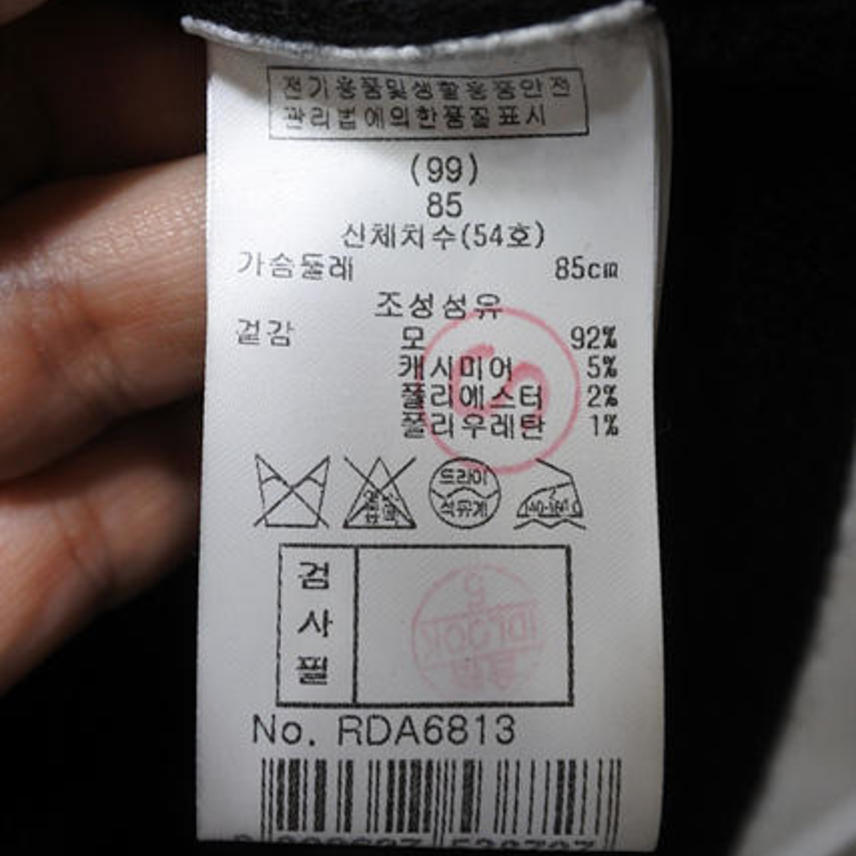 전기용품및생활용품안전
관리법에의한품질표시
(99)
85
신체치수(54호)
가슴둘레 85cm
조성섬유
겉감 모 92%
캐시미어 5%
폴리에스터 2%
폴리우레탄 1%
드라이
석유계
140-160℃
검
사
필
No. RDA6813